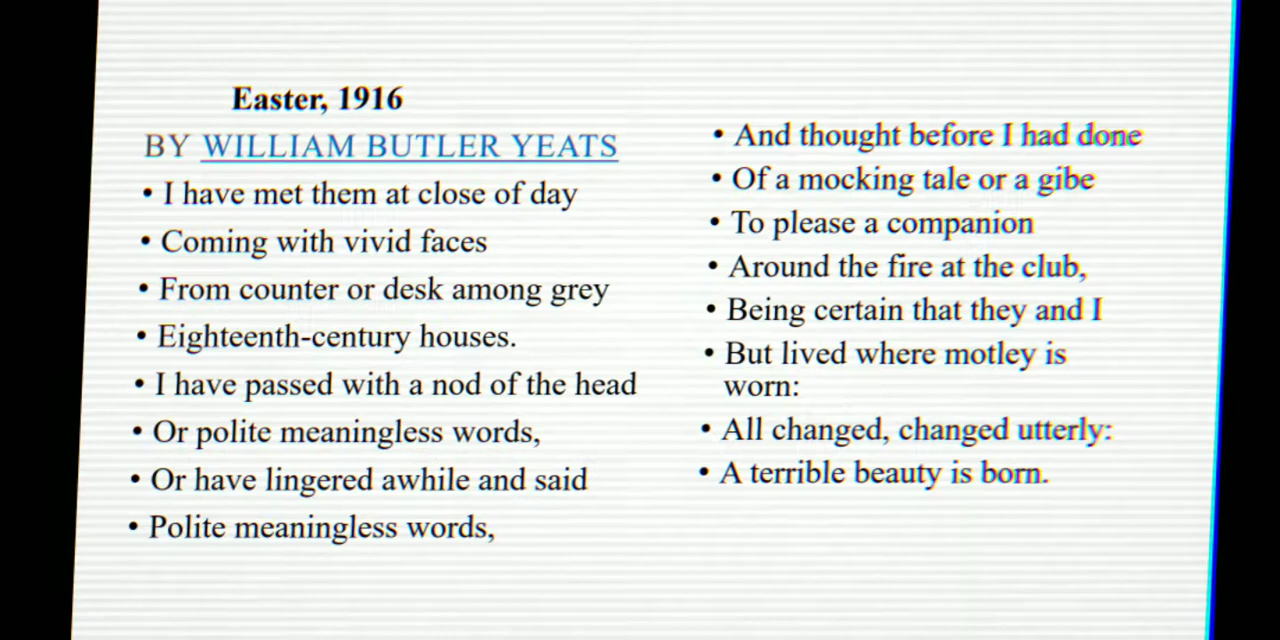 Easter, 1916
BY WILLIAM BUTLER YEATS
• I have met them at close of day
• Coming with vivid faces
• From counter or desk among grey
• Eighteenth-century houses.
• I have passed with a nod of the head
• Or polite meaningless words,
• Or have lingered awhile and said
• Polite meaningless words,
• And thought before I had done
• Of a mocking tale or a gibe
• To please a companion
• Around the fire at the club,
• Being certain that they and I
• But lived where motley is
worn:
• All changed, changed utterly:
• A terrible beauty is born.